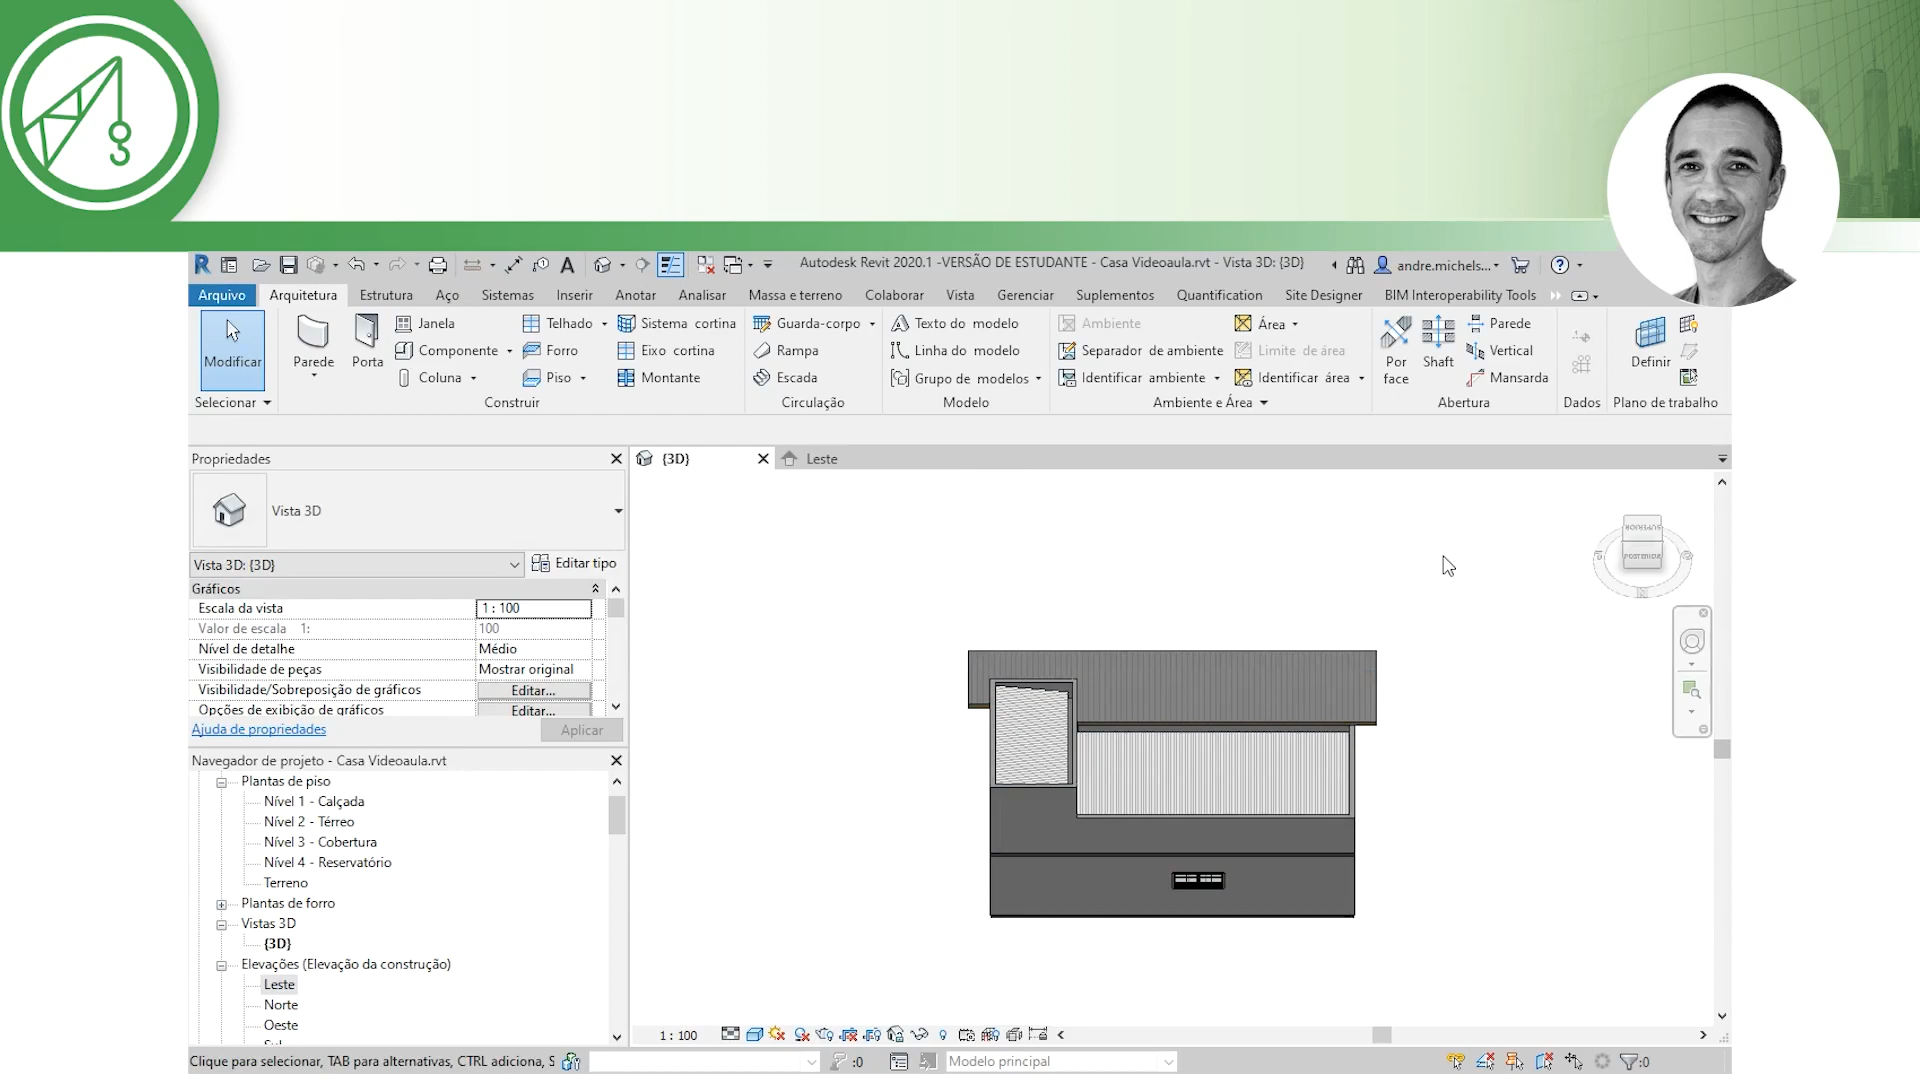 Autodesk Revit 2020.1 -VERSÃO DE ESTUDANTE - Casa Videoaula.rvt - Vista 3D: {3D}
andre.michels...
Arquivo Arquitetura Estrutura Aço Sistemas Inserir Anotar Analisar Massa e terreno Colaborar Vista Gerenciar Suplementos Quantification Site Designer BIM Interoperability Tools
Modificar
Selecionar
Parede
Porta
Janela
Componente
Coluna
Telhado
Forro
Piso
Sistema cortina
Eixo cortina
Montante
Construir
Guarda-corpo
Rampa
Escada
Circulação
Texto do modelo
Linha do modelo
Grupo de modelos
Modelo
Ambiente
Separador de ambiente
Identificar ambiente
Área
Limite de área
Identificar área
Ambiente e Área
Por face
Shaft
Parede
Vertical
Mansarda
Abertura
Dados
Definir
Plano de trabalho
Propriedades
Vista 3D
Vista 3D: {3D}
Editar tipo
Gráficos
Escala da vista 1 : 100
Valor de escala 1: 100
Nível de detalhe Médio
Visibilidade de peças Mostrar original
Visibilidade/Sobreposição de gráficos Editar...
Opções de exibição de gráficos Editar...
Ajuda de propriedades
Aplicar
Navegador de projeto - Casa Videoaula.rvt
Plantas de piso
Nível 1 - Calçada
Nível 2 - Térreo
Nível 3 - Cobertura
Nível 4 - Reservatório
Terreno
Plantas de forro
Vistas 3D
{3D}
Elevações (Elevação da construção)
Leste
Norte
Oeste
{3D}
Leste
SUPERIOR
POSTERIOR
1 : 100
Clique para selecionar, TAB para alternativas, CTRL adiciona, S
:0
Modelo principal
:0